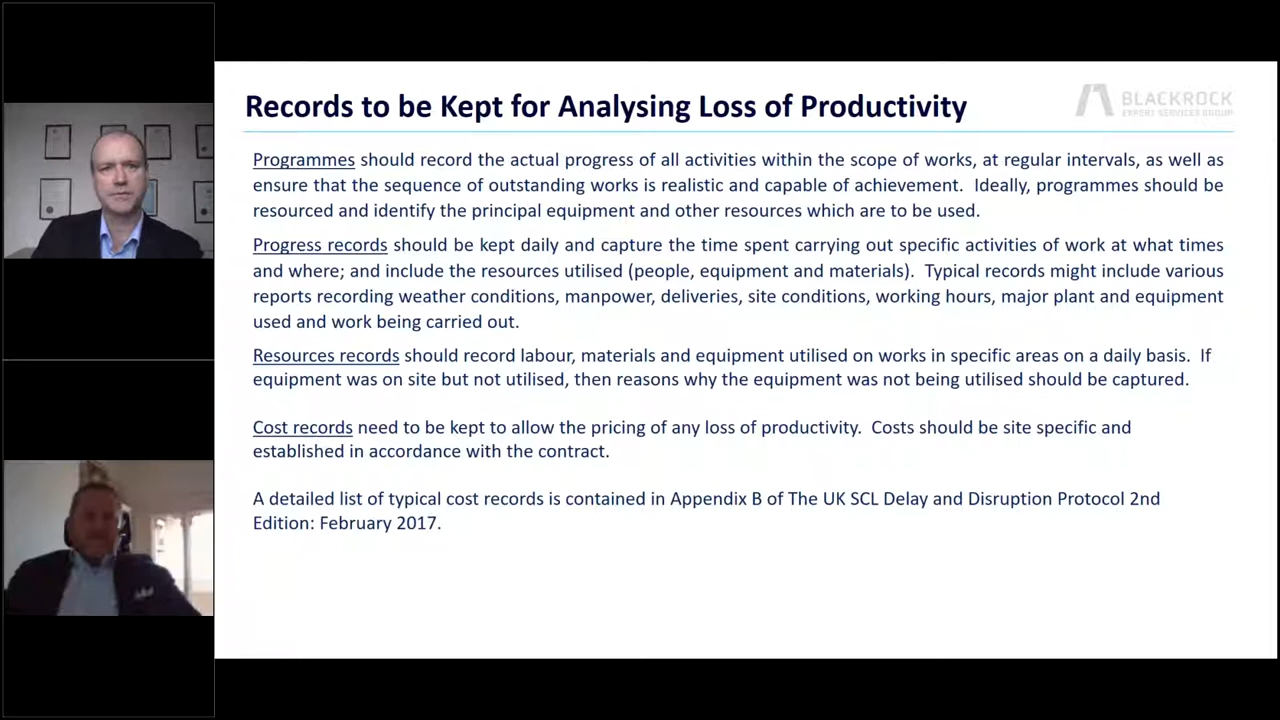 Records to be Kept for Analysing Loss of Productivity
BLACKROCK
EXPERT SERVICES GROUP
Programmes should record the actual progress of all activities within the scope of works, at regular intervals, as well as
ensure that the sequence of outstanding works is realistic and capable of achievement. Ideally, programmes should be
resourced and identify the principal equipment and other resources which are to be used.
Progress records should be kept daily and capture the time spent carrying out specific activities of work at what times
and where; and include the resources utilised (people, equipment and materials). Typical records might include various
reports recording weather conditions, manpower, deliveries, site conditions, working hours, major plant and equipment
used and work being carried out.
Resources records should record labour, materials and equipment utilised on works in specific areas on a daily basis. If
equipment was on site but not utilised, then reasons why the equipment was not being utilised should be captured.
Cost records need to be kept to allow the pricing of any loss of productivity. Costs should be site specific and
established in accordance with the contract.
A detailed list of typical cost records is contained in Appendix B of The UK SCL Delay and Disruption Protocol 2nd
Edition: February 2017.